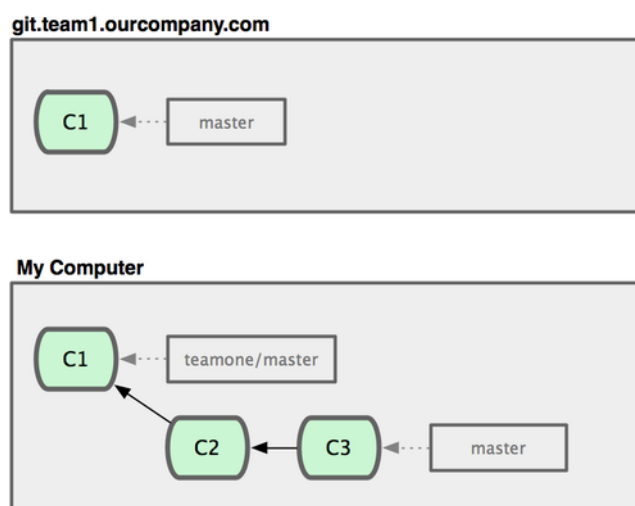 git.team1.ourcompany.com
C1
master
My Computer
C1
teamone/master
C2
C3
master